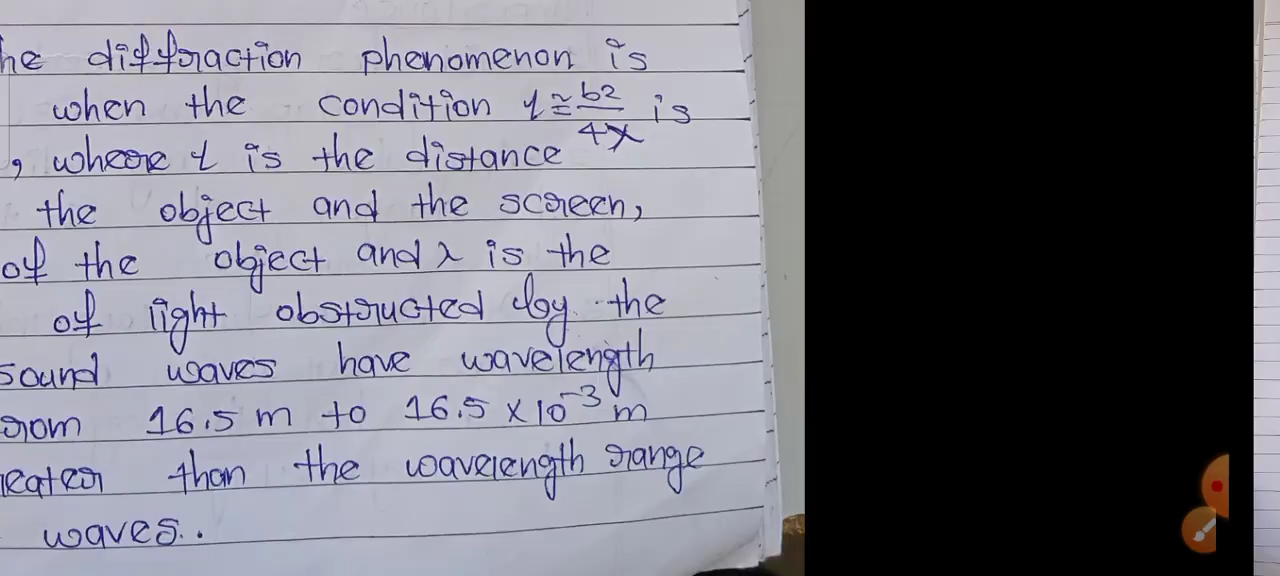 he diffraction phenomenon is
when the condition l ≅ b2/4λ is
, where l is the distance
the object and the screen,
of the object and λ is the
of light obstructed by the
sound waves have wavelength
rom 16.5 m to 16.5 × 10⁻³ m
reater than the wavelength range
waves..